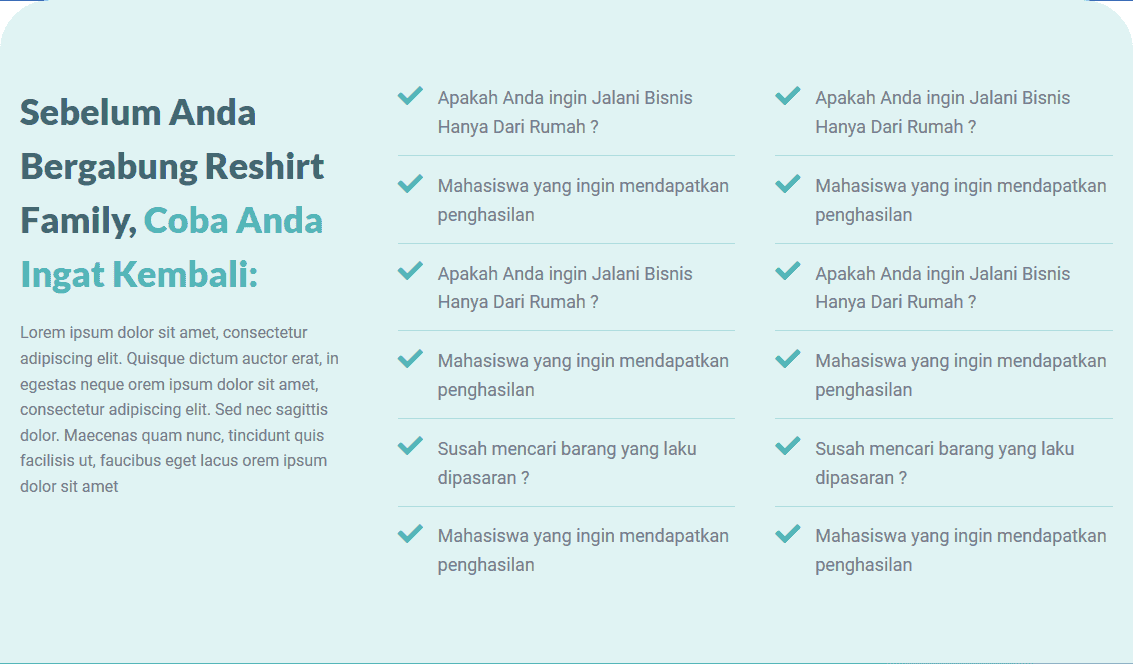 Sebelum Anda
Bergabung Reshirt
Family, Coba Anda
Ingat Kembali:
Lorem ipsum dolor sit amet, consectetur
adipiscing elit. Quisque dictum auctor erat, in
egestas neque orem ipsum dolor sit amet,
consectetur adipiscing elit. Sed nec sagittis
dolor. Maecenas quam nunc, tincidunt quis
facilisis ut, faucibus eget lacus orem ipsum
dolor sit amet
Apakah Anda ingin Jalani Bisnis
Hanya Dari Rumah ?
Mahasiswa yang ingin mendapatkan
penghasilan
Apakah Anda ingin Jalani Bisnis
Hanya Dari Rumah ?
Mahasiswa yang ingin mendapatkan
penghasilan
Susah mencari barang yang laku
dipasaran ?
Mahasiswa yang ingin mendapatkan
penghasilan
Apakah Anda ingin Jalani Bisnis
Hanya Dari Rumah ?
Mahasiswa yang ingin mendapatkan
penghasilan
Apakah Anda ingin Jalani Bisnis
Hanya Dari Rumah ?
Mahasiswa yang ingin mendapatkan
penghasilan
Susah mencari barang yang laku
dipasaran ?
Mahasiswa yang ingin mendapatkan
penghasilan